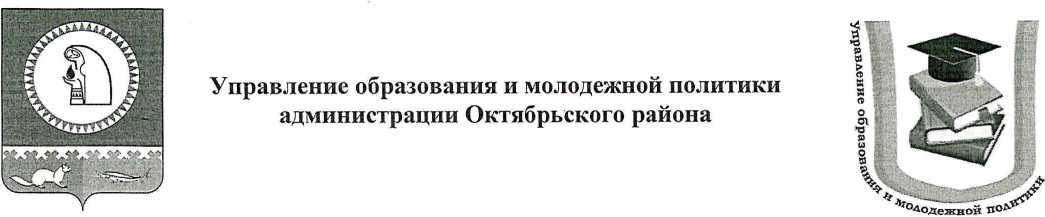 Управление образования и молодежной политики
администрации Октябрьского района
Управление образования и молодежной политики